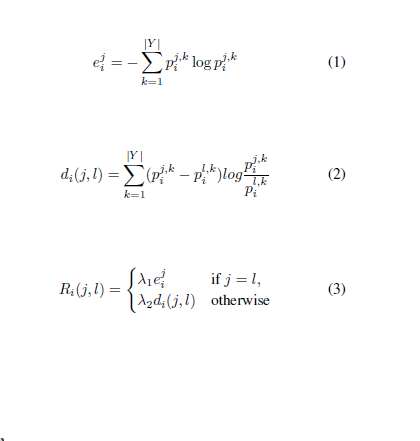 e_i^j = -\sum_{k=1}^{|Y|} p_i^{j,k} \log p_i^{j,k} (1)
d_i(j, l) = \sum_{k=1}^{|Y|} (p_i^{j,k} - p_i^{l,k}) log \frac{p_i^{j,k}}{p_i^{l,k}} (2)
R_i(j, l) = \begin{cases} \lambda_1 e_i^j & \text{if } j = l, \\ \lambda_2 d_i(j, l) & \text{otherwise} \end{cases} (3)